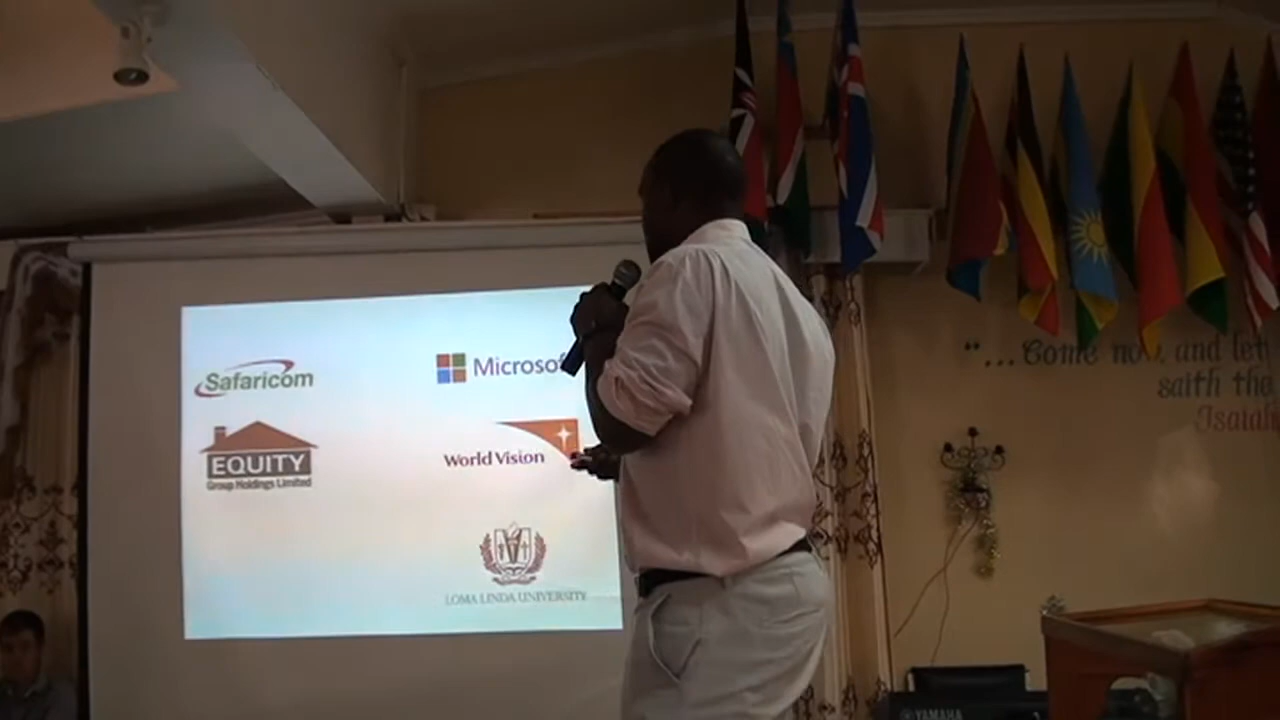 Safaricom
Microsof
EQUITY
Group Holdings Limited
World Vision
LOMA LINDA UNIVERSITY
"...Come now, and let
saith the
Isaiah
YAMAHA